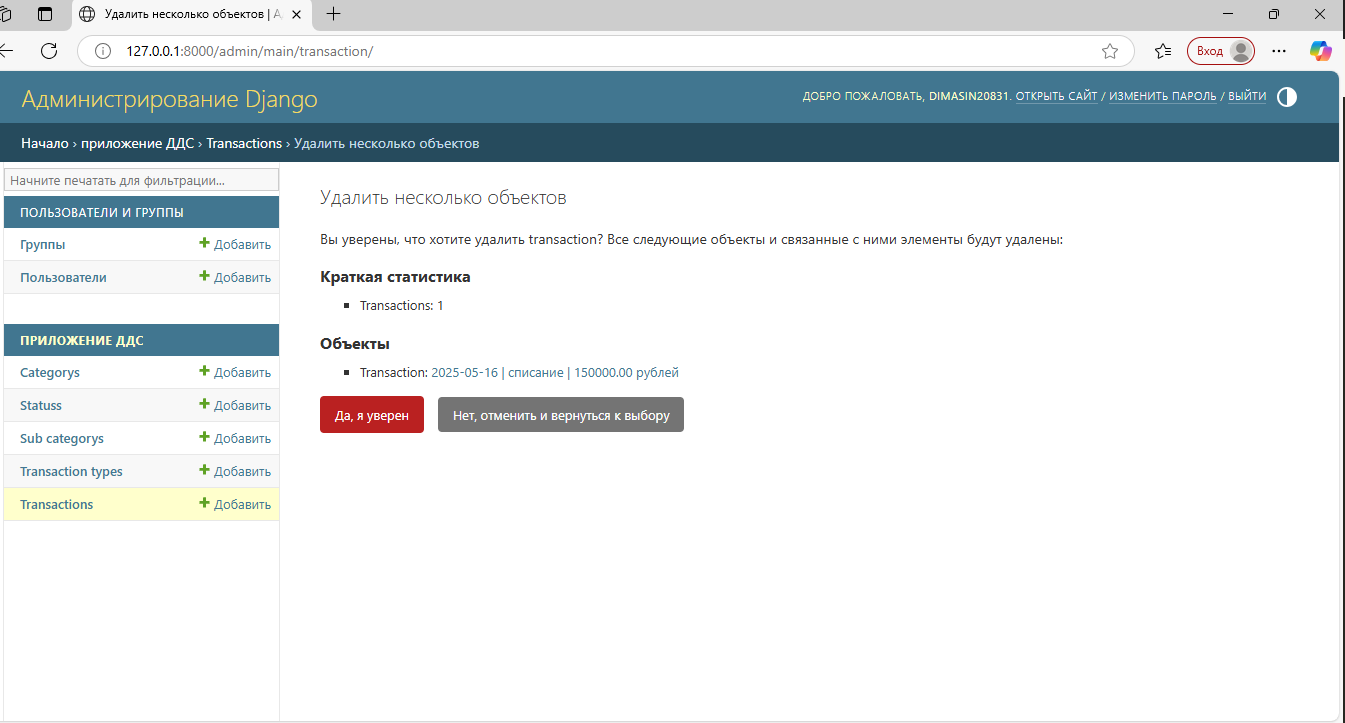 Удалить несколько объектов | А
127.0.0.1:8000/admin/main/transaction/
Вход
Администрирование Django
ДОБРО ПОЖАЛОВАТЬ, DIMASIN20831. ОТКРЫТЬ САЙТ / ИЗМЕНИТЬ ПАРОЛЬ / ВЫЙТИ
Начало › приложение ДДС › Transactions › Удалить несколько объектов
Начните печатать для фильтрации...
ПОЛЬЗОВАТЕЛИ И ГРУППЫ
Группы Добавить
Пользователи Добавить
ПРИЛОЖЕНИЕ ДДС
Categorys Добавить
Statuss Добавить
Sub categorys Добавить
Transaction types Добавить
Transactions Добавить
Удалить несколько объектов
Вы уверены, что хотите удалить transaction? Все следующие объекты и связанные с ними элементы будут удалены:
Краткая статистика
Transactions: 1
Объекты
Transaction: 2025-05-16 | списание | 150000.00 рублей
Да, я уверен
Нет, отменить и вернуться к выбору